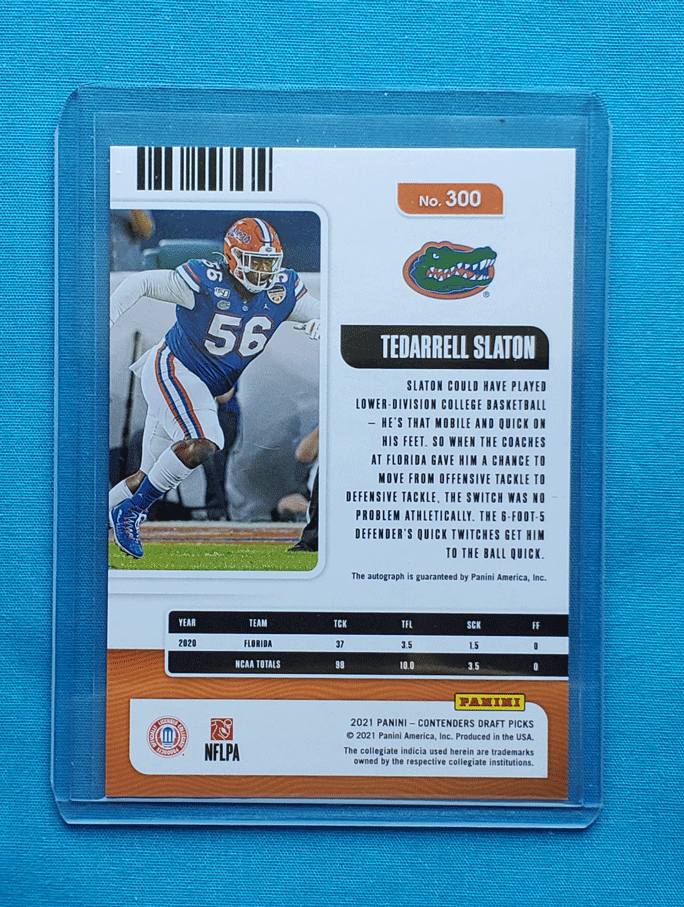 No. 300
Gators
56
56
TEDARRELL SLATON
SLATON COULD HAVE PLAYED
LOWER-DIVISION COLLEGE BASKETBALL
– HE'S THAT MOBILE AND QUICK ON
HIS FEET. SO WHEN THE COACHES
AT FLORIDA GAVE HIM A CHANCE TO
MOVE FROM OFFENSIVE TACKLE TO
DEFENSIVE TACKLE, THE SWITCH WAS NO
PROBLEM ATHLETICALLY. THE 6-FOOT-5
DEFENDER'S QUICK TWITCHES GET HIM
TO THE BALL QUICK.
The autograph is guaranteed by Panini America, Inc.
YEAR TEAM TCK TFL SCK FF
2020 FLORIDA 37 3.5 1.5 0
NCAA TOTALS 98 10.0 3.5 0
PANINI
2021 PANINI – CONTENDERS DRAFT PICKS
© 2021 Panini America, Inc. Produced in the USA.
The collegiate indicia used herein are trademarks
owned by the respective collegiate institutions.
OFFICIALLY LICENSED COLLEGIATE PRODUCTS
NFLPA